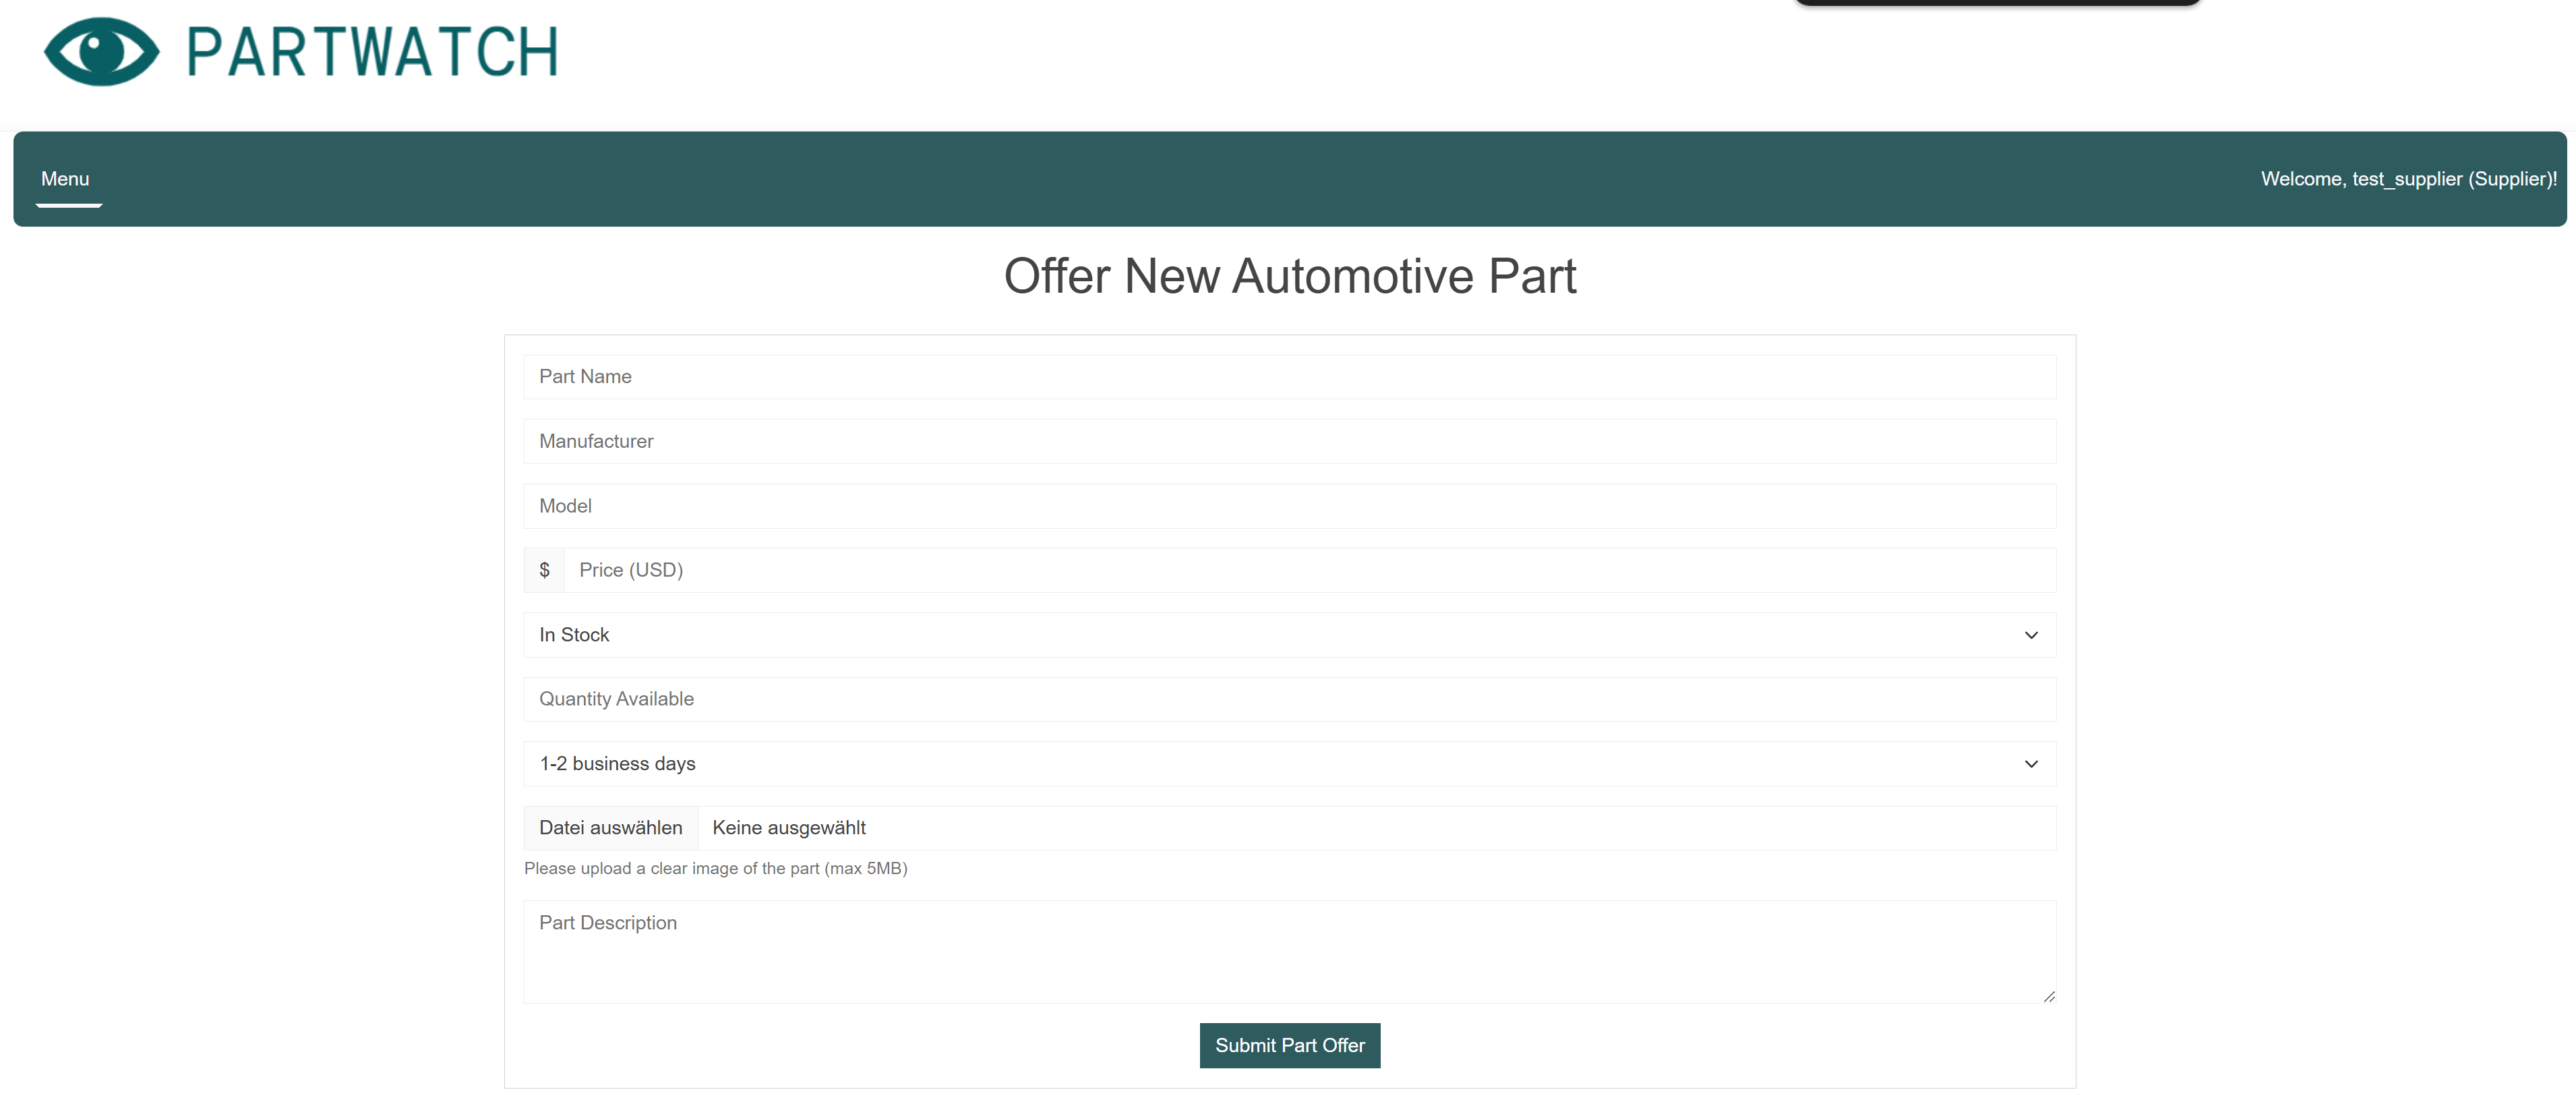 PARTWATCH
Menu
Welcome, test_supplier (Supplier)!
Offer New Automotive Part
Part Name
Manufacturer
Model
$ Price (USD)
In Stock
Quantity Available
1-2 business days
Datei auswählen Keine ausgewählt
Please upload a clear image of the part (max 5MB)
Part Description
Submit Part Offer